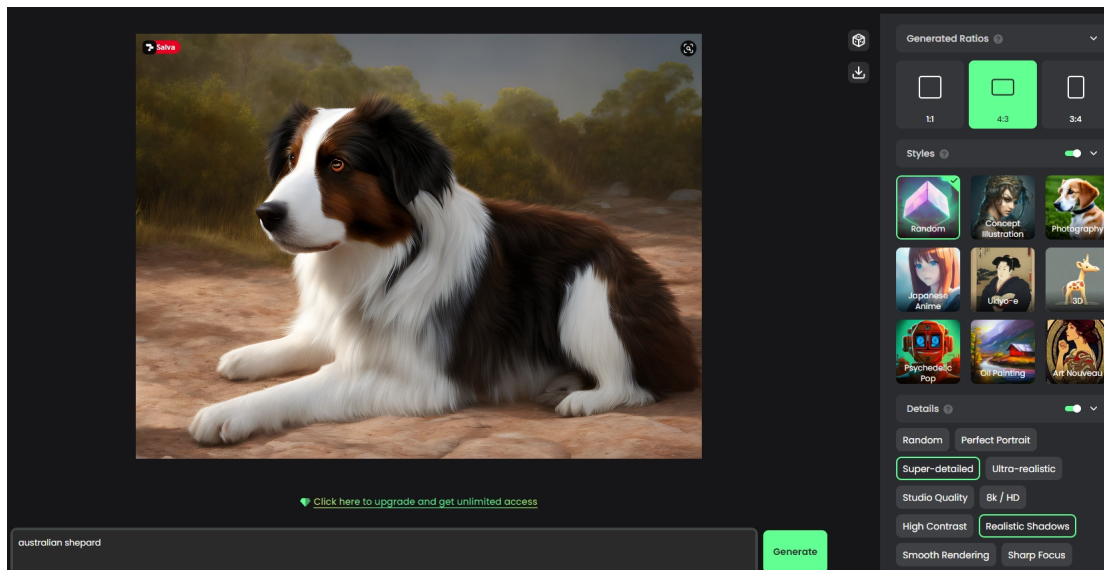 Salva
Click here to upgrade and get unlimited access
australian shepard
Generate
Generated Ratios ?
1:1
4:3
3:4
Styles ?
Random
Concept
Illustration
Photography
Japanese
Anime
Ukiyo-e
3D
Psychedelic
Pop
Oil Painting
Art Nouveau
Details ?
Random
Perfect Portrait
Super-detailed
Ultra-realistic
Studio Quality
8k / HD
High Contrast
Realistic Shadows
Smooth Rendering
Sharp Focus